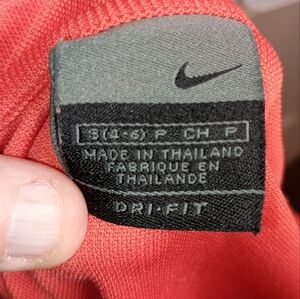 S(4-6) P CH P
MADE IN THAILAND
FABRIQUE EN
THAILANDE
DRI-FIT